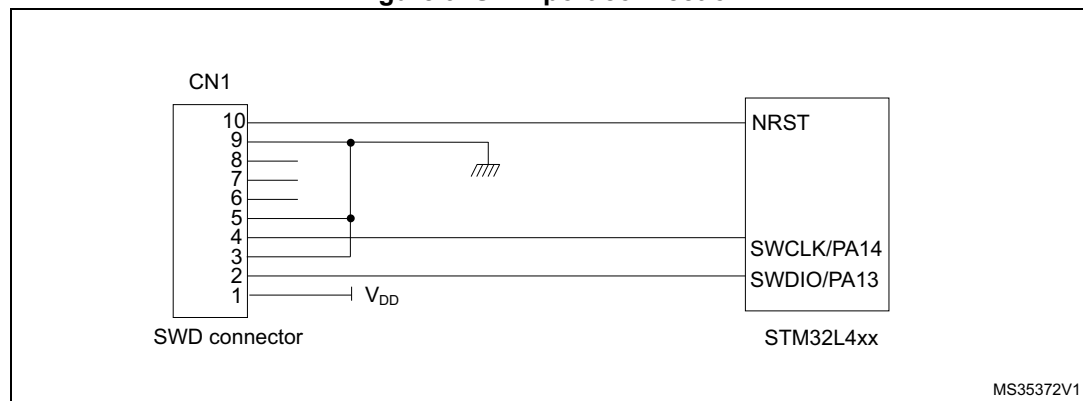 CN1
10
9
8
7
6
5
4
3
2
1
NRST
SWCLK/PA14
SWDIO/PA13
VDD
SWD connector
STM32L4xx
MS35372V1